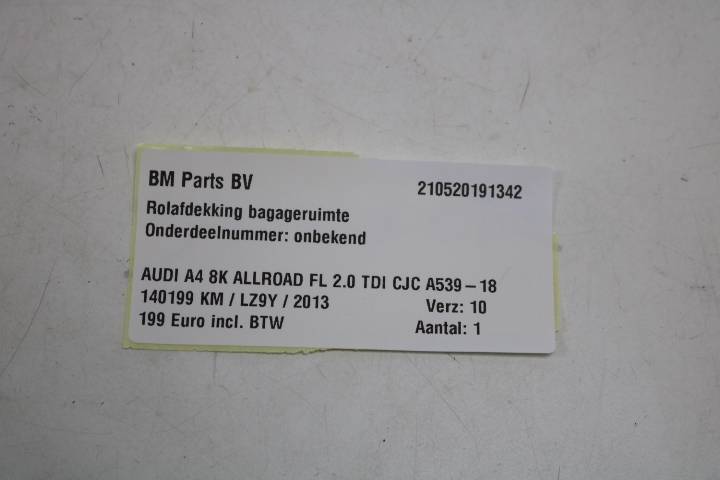 BM Parts BV 210520191342
Rolafdekking bagageruimte
Onderdeelnummer: onbekend
AUDI A4 8K ALLROAD FL 2.0 TDI CJC A539-18
140199 KM / LZ9Y / 2013 Verz: 10
199 Euro incl. BTW Aantal: 1